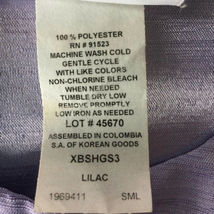 100 % POLYESTER
RN # 91523
MACHINE WASH COLD
GENTLE CYCLE
WITH LIKE COLORS
NON-CHLORINE BLEACH
WHEN NEEDED
TUMBLE DRY LOW
REMOVE PROMPTLY
LOW IRON AS NEEDED
LOT # 45670
ASSEMBLED IN COLOMBIA
S.A. OF KOREAN GOODS
XBSHGS3
LILAC
1969411 SML